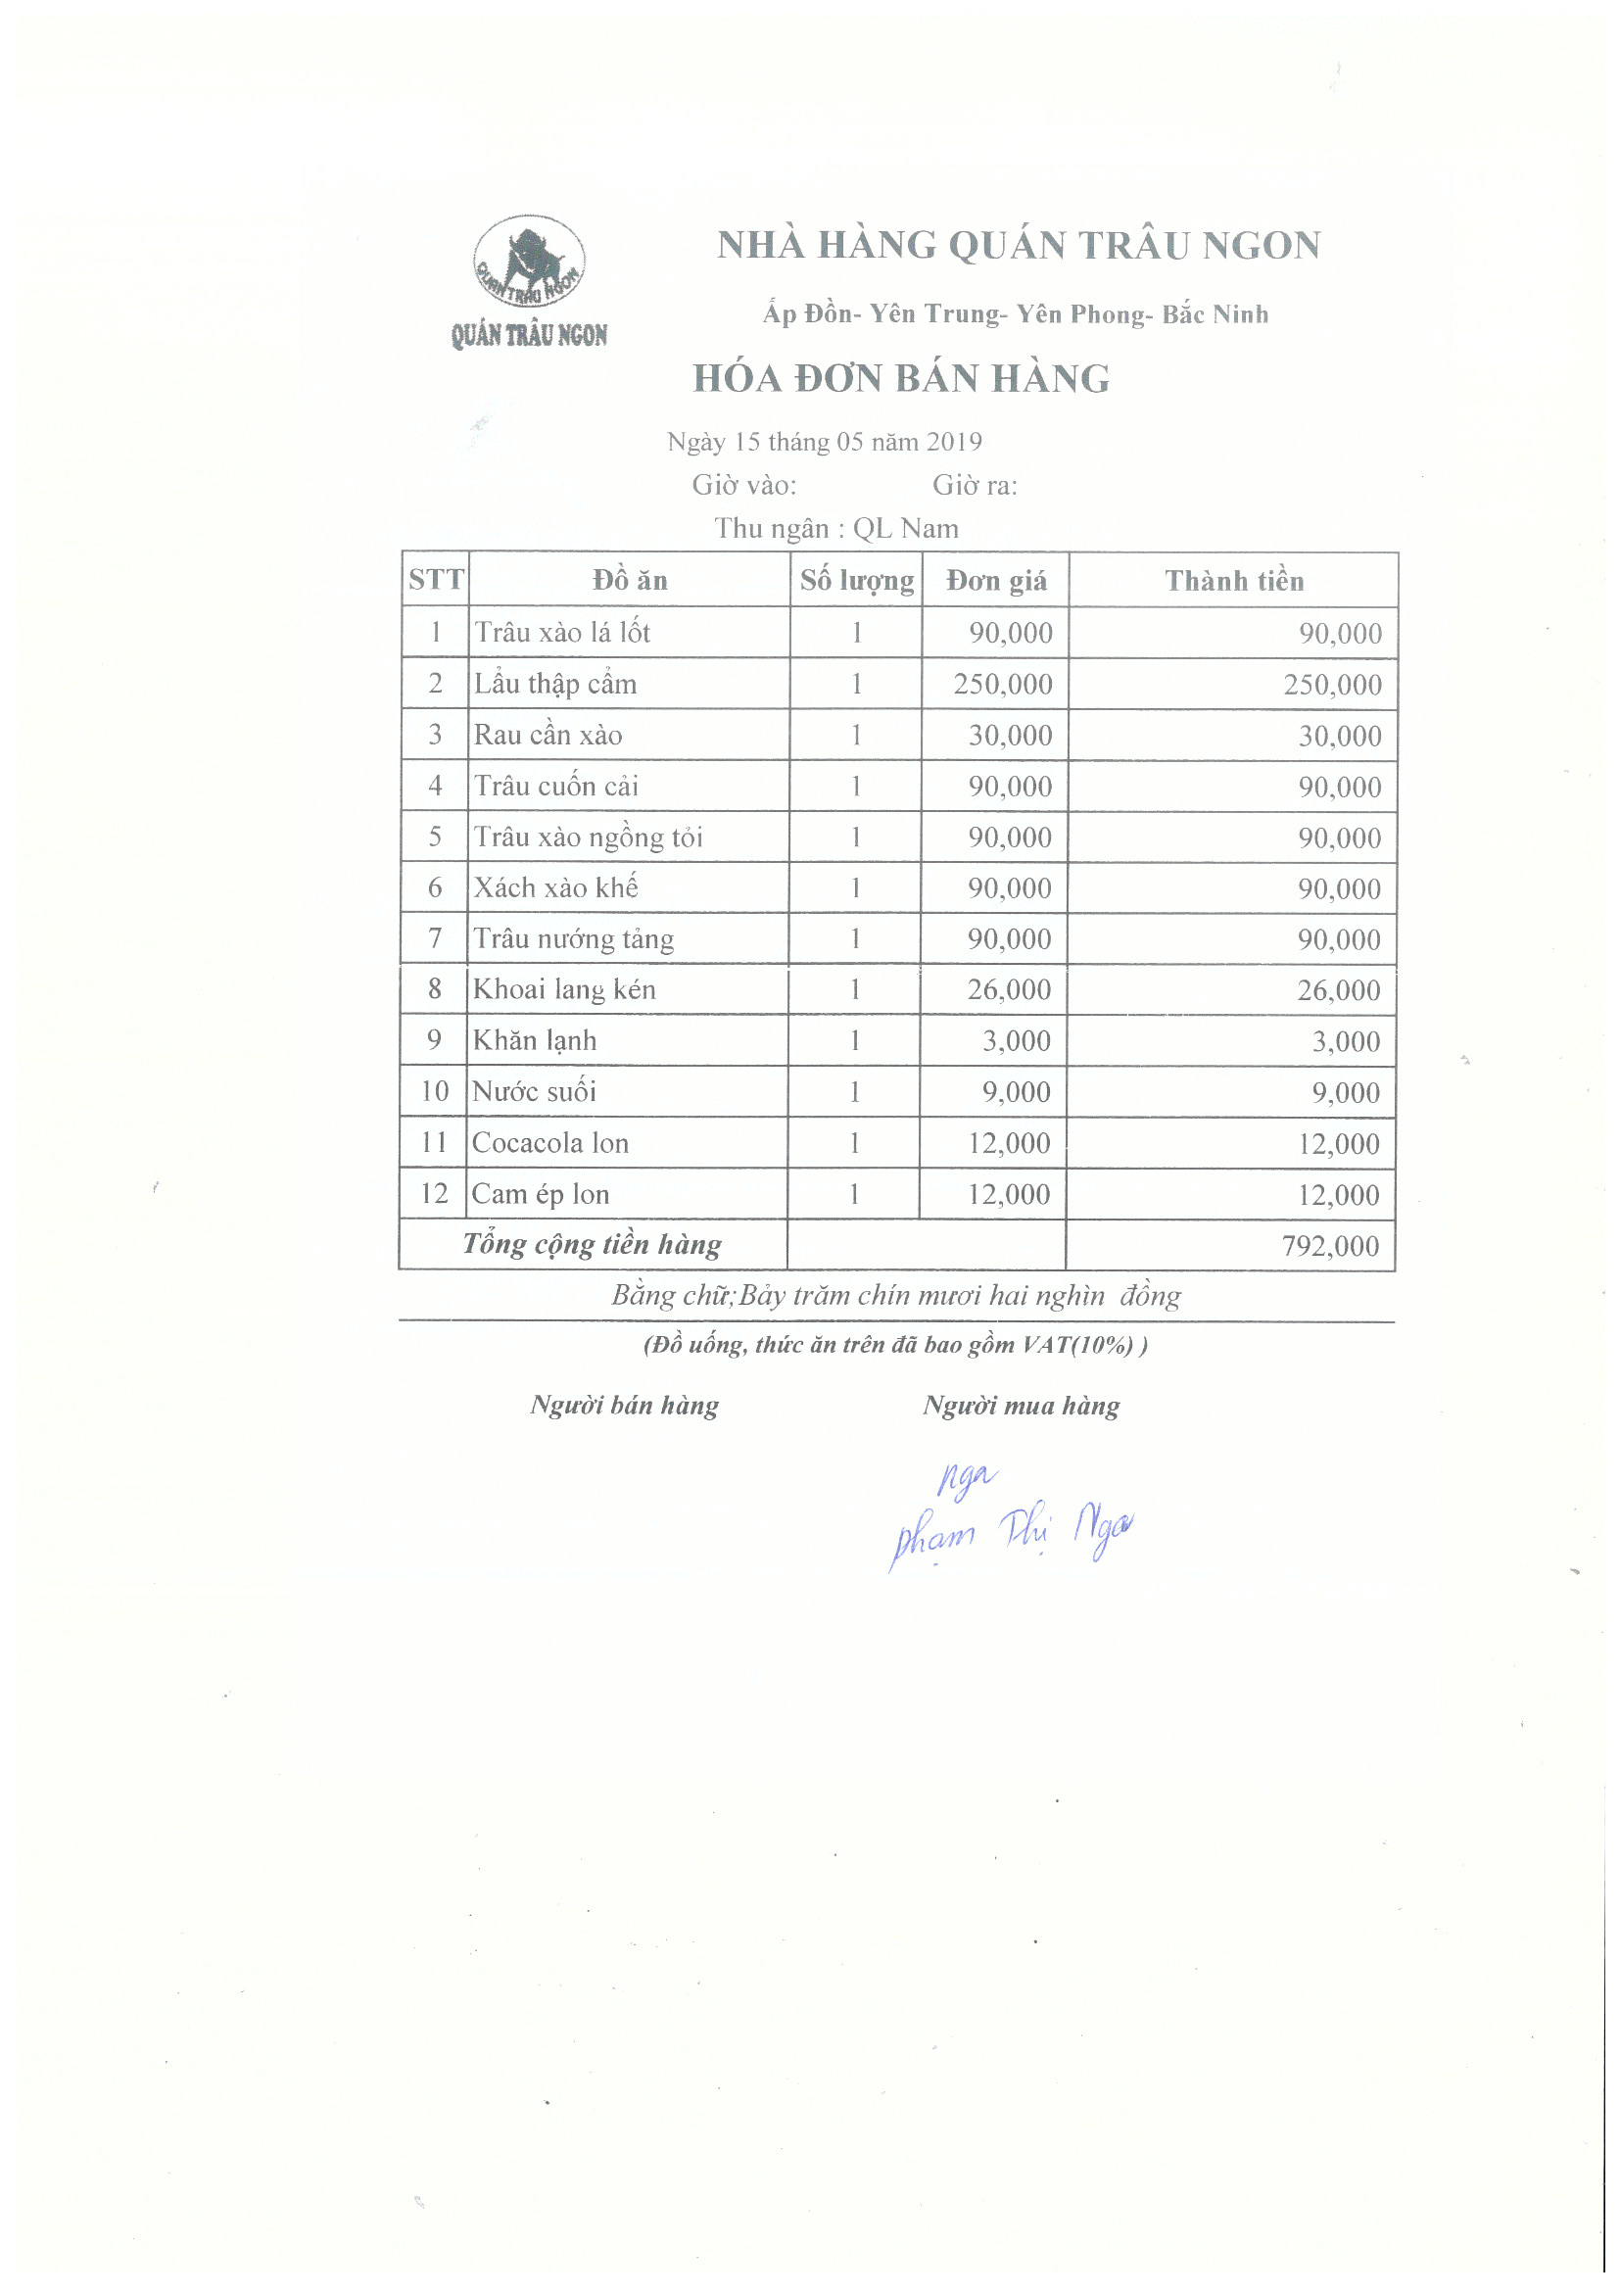 QUÁN TRÂU NGON
QUÁN TRÂU NGON
NHÀ HÀNG QUÁN TRÂU NGON
Ấp Đồn- Yên Trung- Yên Phong- Bắc Ninh
HÓA ĐƠN BÁN HÀNG
Ngày 15 tháng 05 năm 2019
Giờ vào: Giờ ra:
Thu ngân : QL Nam
STT Đồ ăn Số lượng Đơn giá Thành tiền
1 Trâu xào lá lốt 1 90,000 90,000
2 Lẩu thập cẩm 1 250,000 250,000
3 Rau cần xào 1 30,000 30,000
4 Trâu cuốn cải 1 90,000 90,000
5 Trâu xào ngồng tỏi 1 90,000 90,000
6 Xách xào khế 1 90,000 90,000
7 Trâu nướng tảng 1 90,000 90,000
8 Khoai lang kén 1 26,000 26,000
9 Khăn lạnh 1 3,000 3,000
10 Nước suối 1 9,000 9,000
11 Cocacola lon 1 12,000 12,000
12 Cam ép lon 1 12,000 12,000
Tổng cộng tiền hàng 792,000
Bằng chữ;Bảy trăm chín mươi hai nghìn đồng
(Đồ uống, thức ăn trên đã bao gồm VAT(10%) )
Người bán hàng Người mua hàng
Nga
Phạm Thị Nga